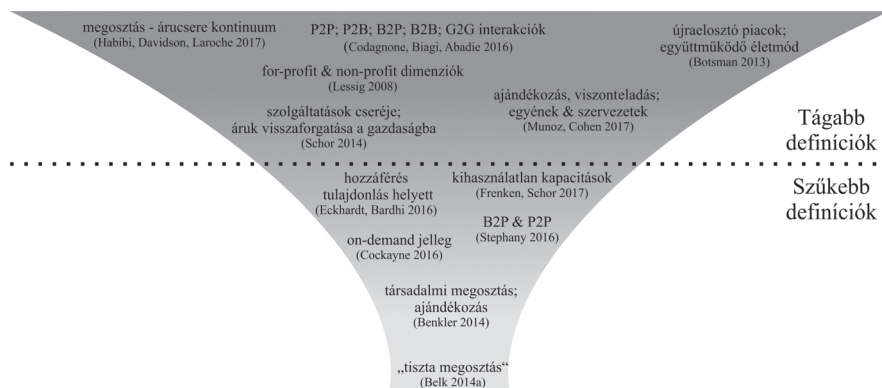 megosztás - árucsere kontinuum
(Habibi, Davidson, Laroche 2017)
P2P; P2B; B2P; B2B; G2G interakciók
(Codagnone, Biagi, Abadie 2016)
újraelosztó piacok;
együttműködő életmód
(Botsman 2013)
for-profit & non-profit dimenziók
(Lessig 2008)
szolgáltatások cseréje;
áruk visszaforgatása a gazdaságba
(Schor 2014)
ajándékozás, viszonteladás;
egyének & szervezetek
(Munoz, Cohen 2017)
Tágabb
definíciók
hozzáférés
tulajdonlás helyett
(Eckhardt, Bardhi 2016)
kihasználatlan kapacitások
(Frenken, Schor 2017)
Szűkebb
definíciók
B2P & P2P
(Stephany 2016)
on-demand jelleg
(Cockayne 2016)
társadalmi megosztás;
ajándékozás
(Benkler 2014)
„tiszta megosztás“
(Belk 2014a)